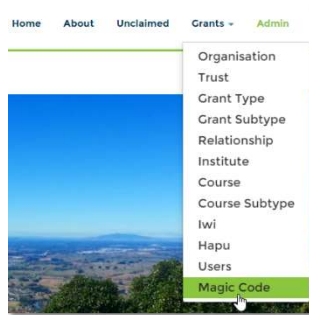 Home About Unclaimed Grants Admin
Organisation
Trust
Grant Type
Grant Subtype
Relationship
Institute
Course
Course Subtype
Iwi
Hapu
Users
Magic Code